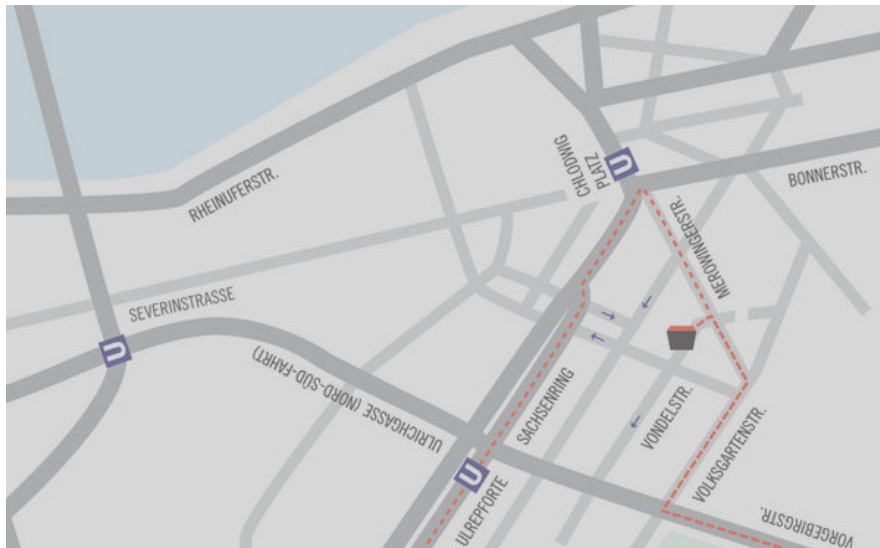 CHLODWIG
PLATZ
U
BONNERSTR.
RHEINUFERSTR.
MEROWINGERSTR.
SEVERINSTRASSE
U
ULRICHGASSE (NORD-SÜD-FAHRT)
SACHSENRING
VONDELSTR.
VOLKSGARTENSTR.
U
ULREPFORTE
VORGEBIRGSTR.